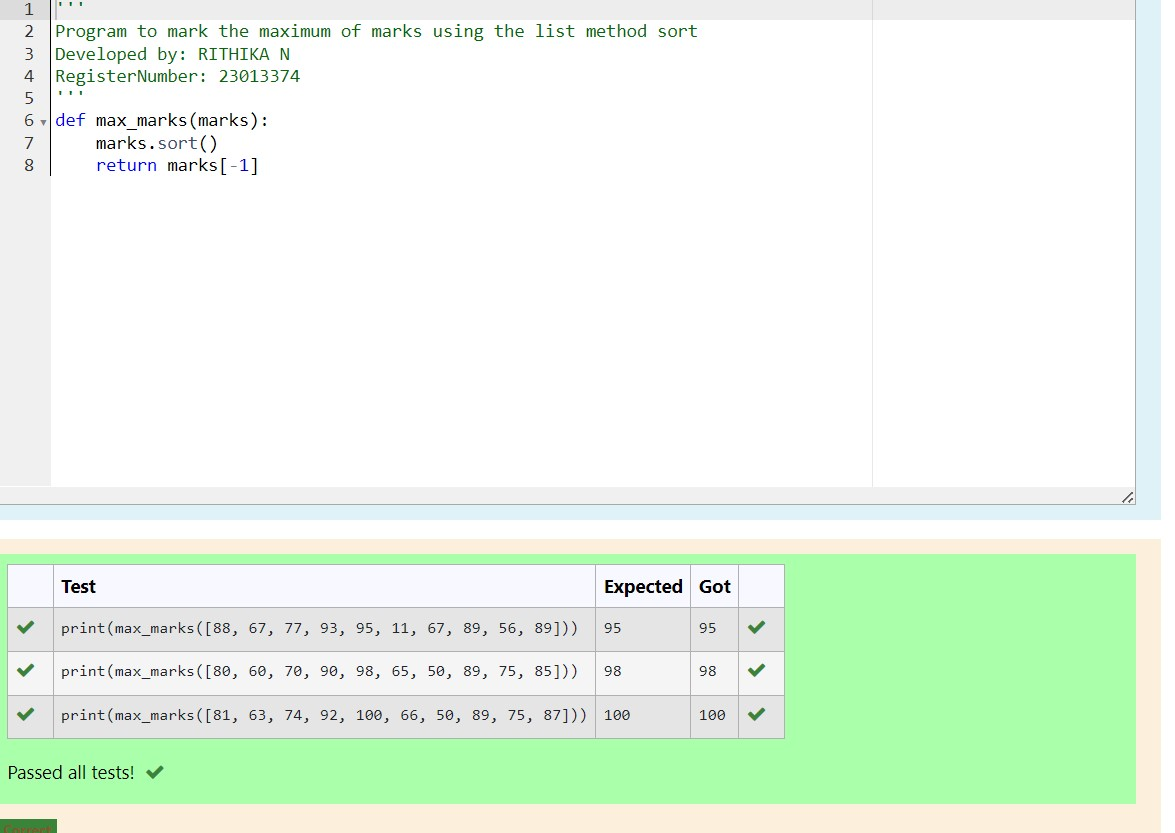 1 '''
2 Program to mark the maximum of marks using the list method sort
3 Developed by: RITHIKA N
4 RegisterNumber: 23013374
5 '''
6 def max_marks(marks):
7     marks.sort()
8     return marks[-1]
Test Expected Got
print(max_marks([88, 67, 77, 93, 95, 11, 67, 89, 56, 89])) 95 95
print(max_marks([80, 60, 70, 90, 98, 65, 50, 89, 75, 85])) 98 98
print(max_marks([81, 63, 74, 92, 100, 66, 50, 89, 75, 87])) 100 100
Passed all tests!
Correct